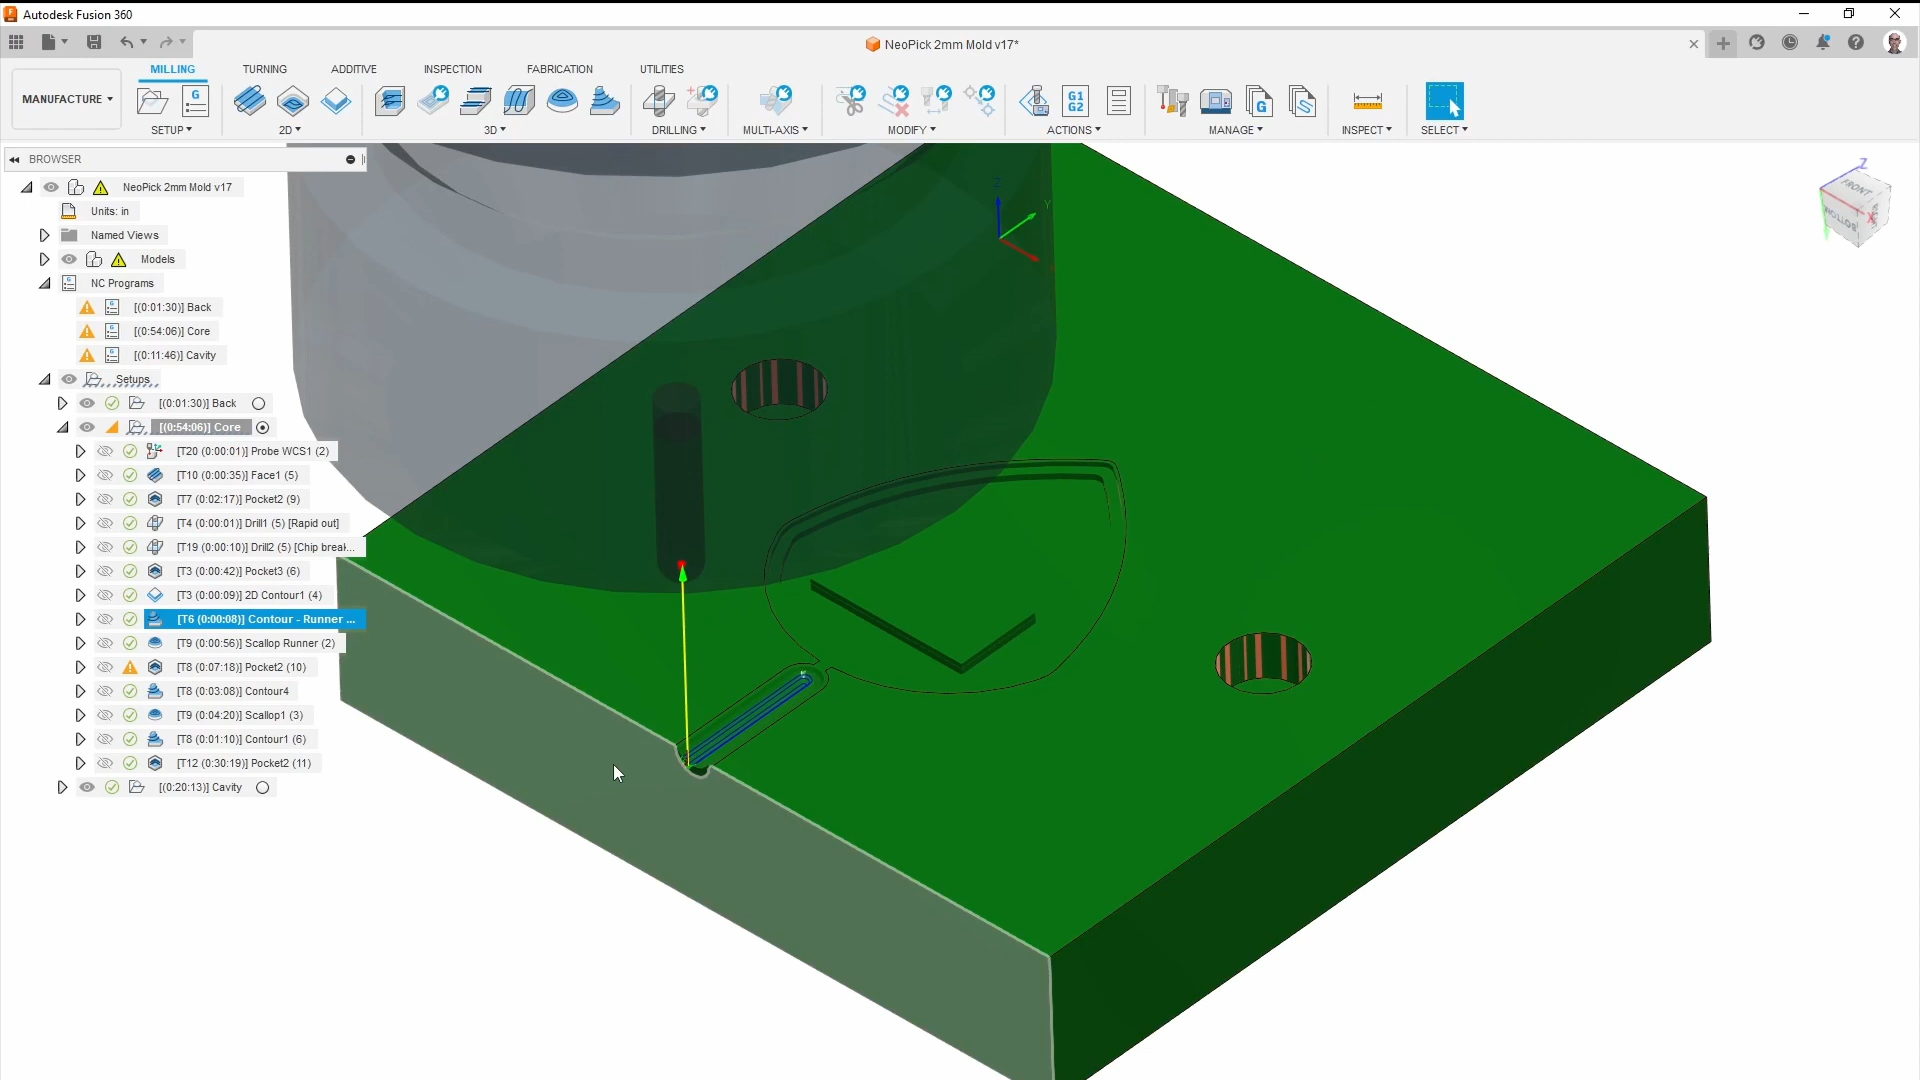 Autodesk Fusion 360
NeoPick 2mm Mold v17*
MILLING TURNING ADDITIVE INSPECTION FABRICATION UTILITIES
MANUFACTURE
G
G1
G2
G
S
SETUP 2D 3D DRILLING MULTI-AXIS MODIFY ACTIONS MANAGE INSPECT SELECT
BROWSER
NeoPick 2mm Mold v17
Units: in
Named Views
Models
NC Programs
[(0:01:30)] Back
[(0:54:06)] Core
[(0:11:46)] Cavity
Setups
[(0:01:30)] Back
[(0:54:06)] Core
[T20 (0:00:01)] Probe WCS1 (2)
[T10 (0:00:35)] Face1 (5)
[T7 (0:02:17)] Pocket2 (9)
[T4 (0:00:01)] Drill1 (5) [Rapid out]
[T19 (0:00:10)] Drill2 (5) [Chip break...
[T3 (0:00:42)] Pocket3 (6)
[T3 (0:00:09)] 2D Contour1 (4)
[T6 (0:00:08)] Contour - Runner ...
[T9 (0:00:56)] Scallop Runner (2)
[T8 (0:07:18)] Pocket2 (10)
[T8 (0:03:08)] Contour4
[T9 (0:04:20)] Scallop1 (3)
[T8 (0:01:10)] Contour1 (6)
[T12 (0:30:19)] Pocket2 (11)
[(0:20:13)] Cavity
Z
Y
Z
FRONT
X
BOTTOM